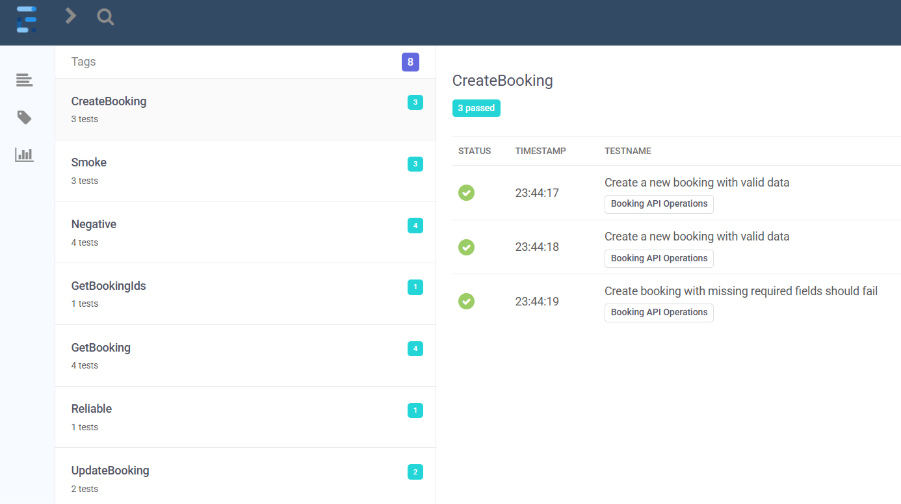 Tags 8
CreateBooking 3
3 tests
Smoke 3
3 tests
Negative 4
4 tests
GetBookingIds 1
1 tests
GetBooking 4
4 tests
Reliable 1
1 tests
UpdateBooking 2
2 tests
CreateBooking
3 passed
STATUS TIMESTAMP TESTNAME
23:44:17 Create a new booking with valid data
Booking API Operations
23:44:18 Create a new booking with valid data
Booking API Operations
23:44:19 Create booking with missing required fields should fail
Booking API Operations